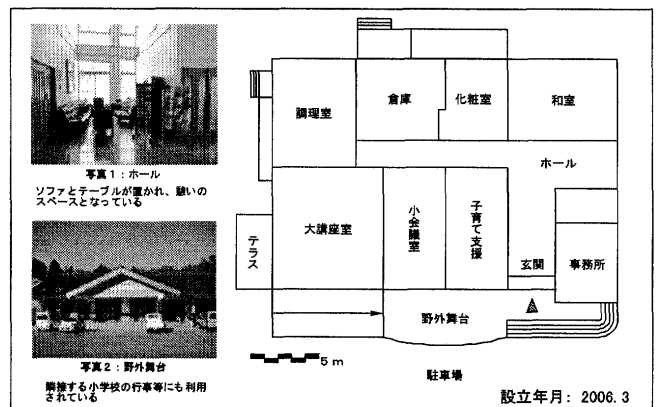 写真1：ホール
ソファとテーブルが置かれ、憩いの
スペースとなっている
写真2：野外舞台
隣接する小学校の行事等にも利用
されている
調理室
倉庫
化粧室
和室
ホール
テラス
大講座室
小会議室
子育て支援
玄関
事務所
野外舞台
5m
駐車場
設立年月: 2006.3